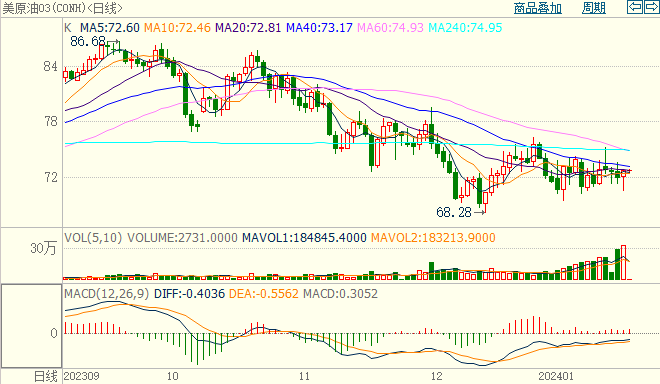 美原油03(CONH)<日线> 商品叠加 周期
K MA5:72.60 MA10:72.46 MA20:72.81 MA40:73.17 MA60:74.93 MA240:74.95
86.68
84
78
72
68.28
VOL(5,10) VOLUME:2731.0000 MAVOL1:184845.4000 MAVOL2:183213.9000
30万
MACD(12,26,9) DIFF:-0.4036 DEA:-0.5562 MACD:0.3052
0
日线 202309 10 11 12 202401